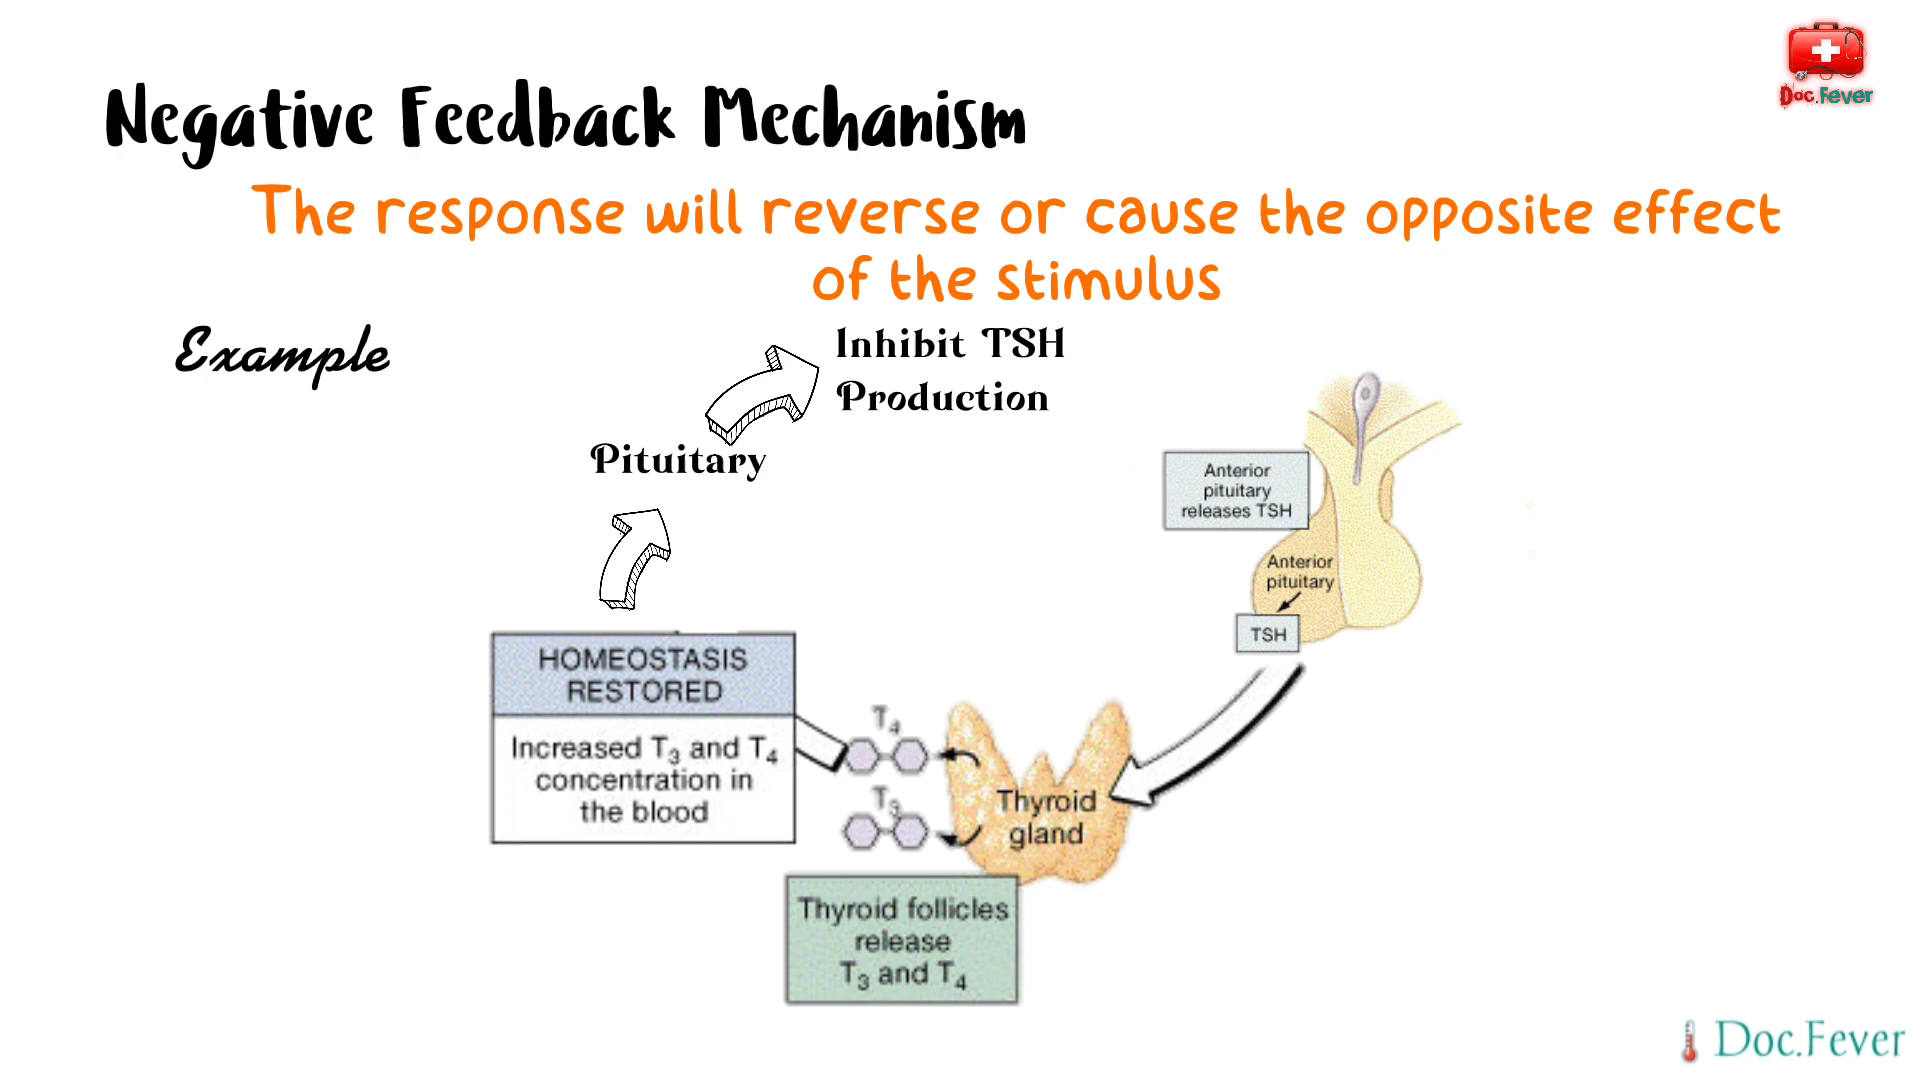 Doc.Fever
Negative Feedback Mechanism
The response will reverse or cause the opposite effect
of the stimulus
Example
Inhibit TSH
Production
Pituitary
Anterior
pituitary
releases TSH
Anterior
pituitary
TSH
HOMEOSTASIS
RESTORED
Increased T₃ and T₄
concentration in
the blood
T₄
T₃
Thyroid
gland
Thyroid follicles
release
T₃ and T₄
Doc.Fever